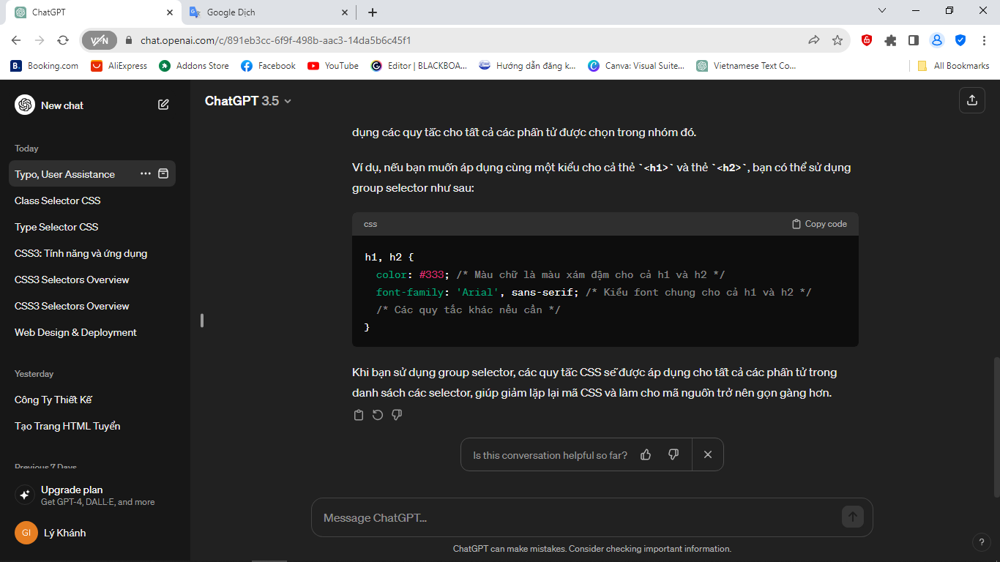 ChatGPT
Google Dịch
VPN
chat.openai.com/c/891eb3cc-6f9f-498b-aac3-14da5b6c45f1
B.
Booking.com
AliExpress
Addons Store
Facebook
YouTube
Editor | BLACKBOA...
Hướng dẫn đăng k...
Canva: Visual Suite...
Vietnamese Text Co...
All Bookmarks
New chat
Today
Typo, User Assistance
Class Selector CSS
Type Selector CSS
CSS3: Tính năng và ứng dụng
CSS3 Selectors Overview
CSS3 Selectors Overview
Web Design & Deployment
Yesterday
Công Ty Thiết Kế
Tạo Trang HTML Tuyển
Previous 7 Days
Upgrade plan
Get GPT-4, DALL·E, and more
GI
Lý Khánh
ChatGPT 3.5
dụng các quy tắc cho tất cả các phần tử được chọn trong nhóm đó.
Ví dụ, nếu bạn muốn áp dụng cùng một kiểu cho cả thẻ `<h1>` và thẻ `<h2>`, bạn có thể sử dụng
group selector như sau:
css
Copy code
h1, h2 {
color: #333; /* Màu chữ là màu xám đậm cho cả h1 và h2 */
font-family: 'Arial', sans-serif; /* Kiểu font chung cho cả h1 và h2 */
/* Các quy tắc khác nếu cần */
}
Khi bạn sử dụng group selector, các quy tắc CSS sẽ được áp dụng cho tất cả các phần tử trong
danh sách các selector, giúp giảm lặp lại mã CSS và làm cho mã nguồn trở nên gọn gàng hơn.
Is this conversation helpful so far?
Message ChatGPT...
ChatGPT can make mistakes. Consider checking important information.
?